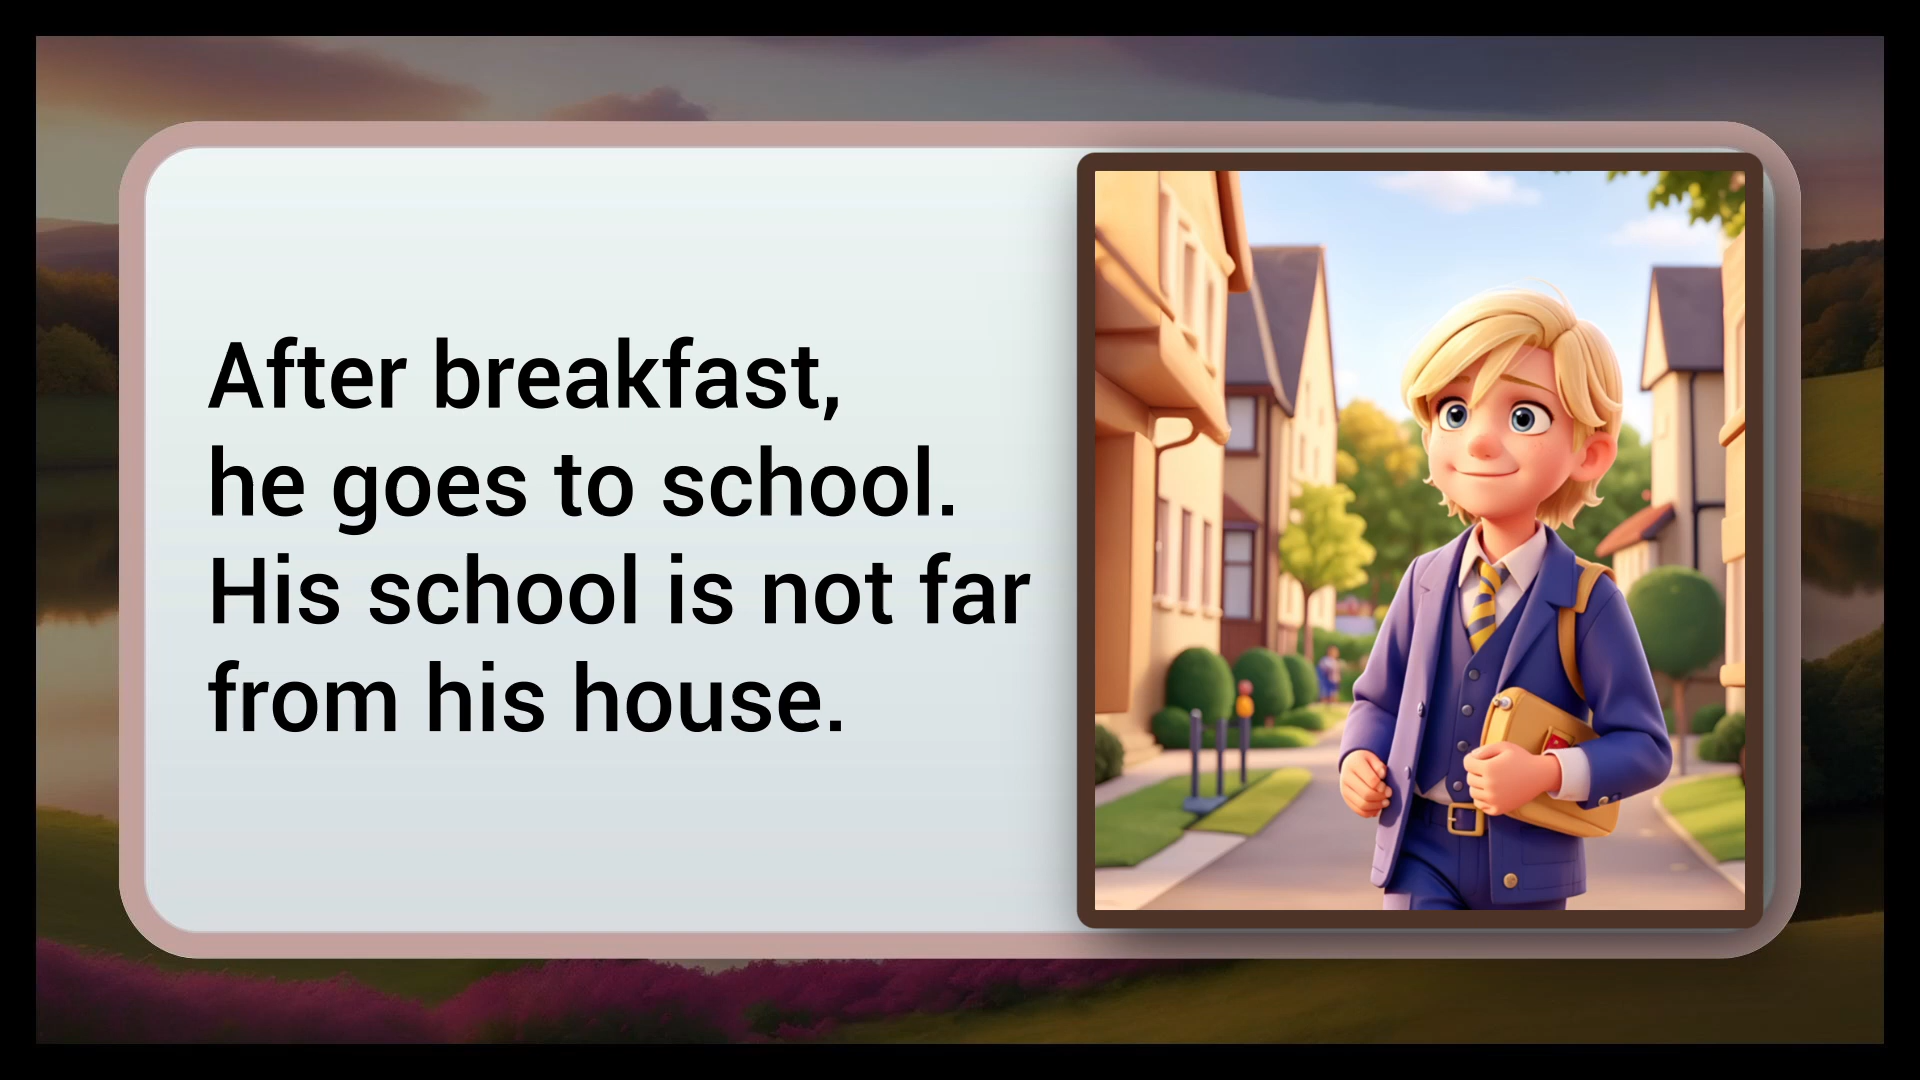 After breakfast,
he goes to school.
His school is not far
from his house.